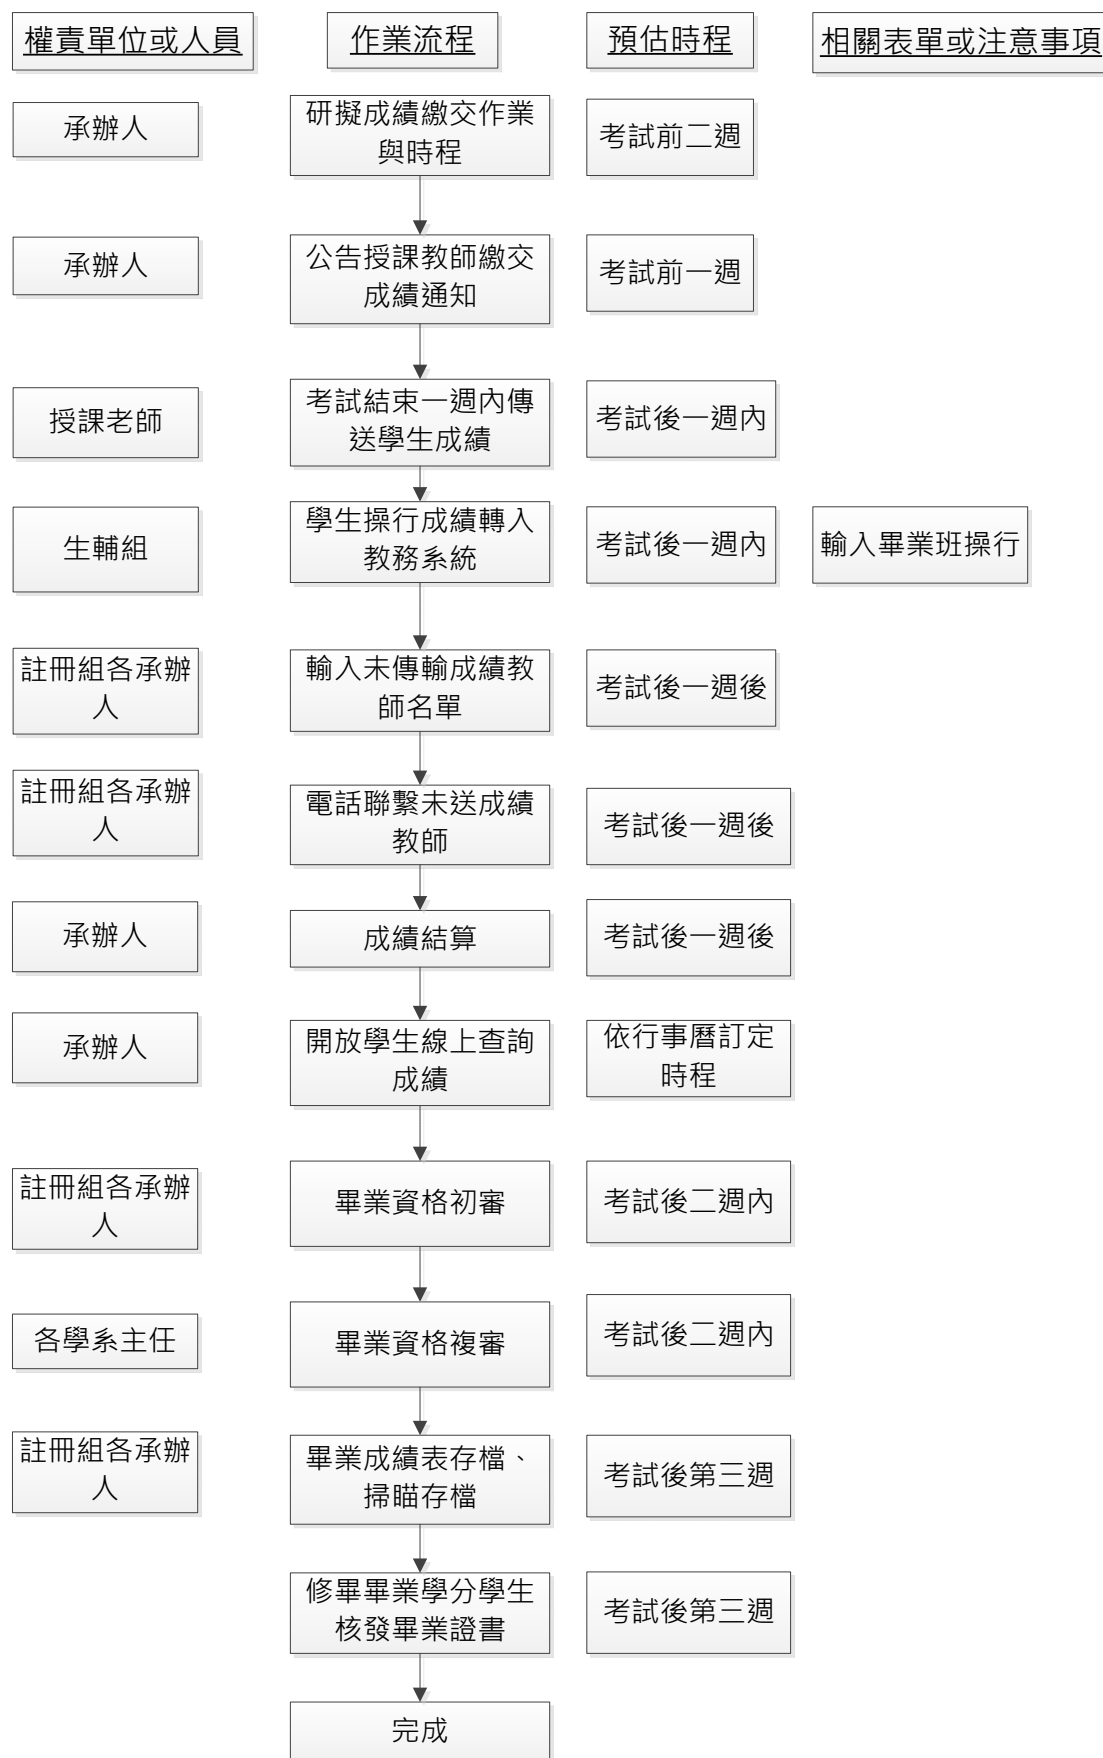 權責單位或人員
作業流程
預估時程
相關表單或注意事項
承辦人
研擬成績繳交作業
與時程
考試前二週
承辦人
公告授課教師繳交
成績通知
考試前一週
授課老師
考試結束一週內傳
送學生成績
考試後一週內
生輔組
學生操行成績轉入
教務系統
考試後一週內
輸入畢業班操行
註冊組各承辦
人
輸入未傳輸成績教
師名單
考試後一週後
註冊組各承辦
人
電話聯繫未送成績
教師
考試後一週後
承辦人
成績結算
考試後一週後
承辦人
開放學生線上查詢
成績
依行事曆訂定
時程
註冊組各承辦
人
畢業資格初審
考試後二週內
各學系主任
畢業資格複審
考試後二週內
註冊組各承辦
人
畢業成績表存檔、
掃瞄存檔
考試後第三週
修畢畢業學分學生
核發畢業證書
考試後第三週
完成